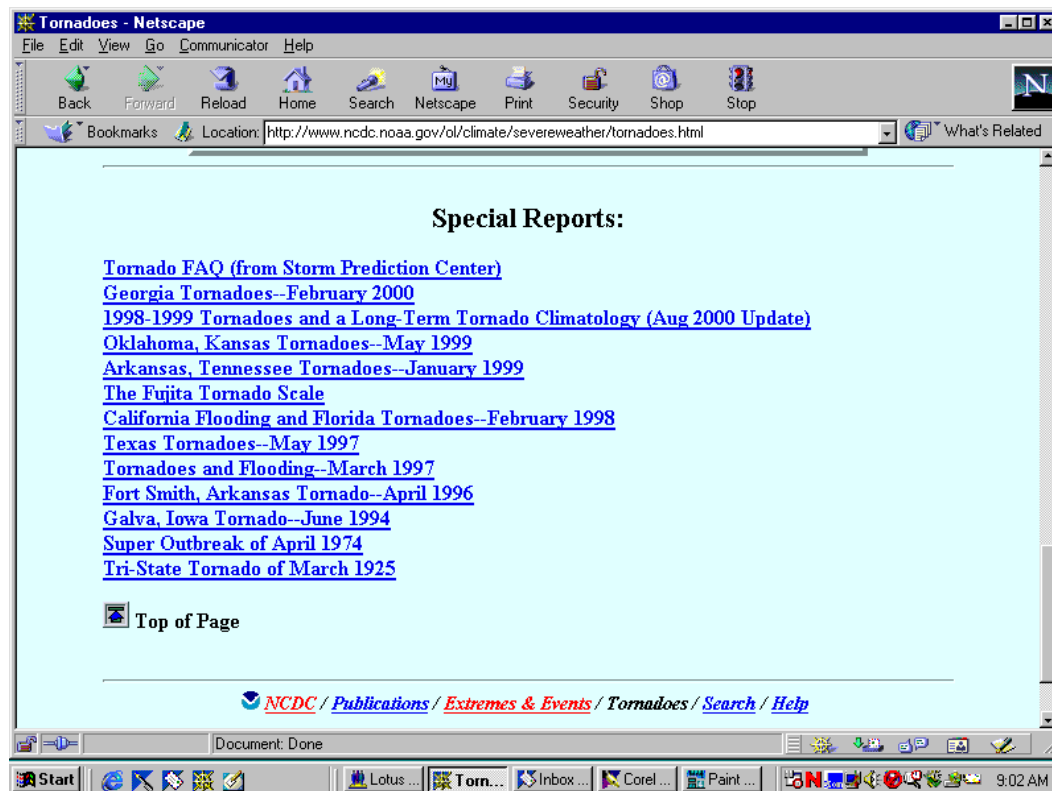 Tornadoes - Netscape
File Edit View Go Communicator Help
Back Forward Reload Home Search Netscape Print Security Shop Stop
My
N
Bookmarks Location: http://www.ncdc.noaa.gov/ol/climate/severeweather/tornadoes.html What's Related
Special Reports:
Tornado FAQ (from Storm Prediction Center)
Georgia Tornadoes--February 2000
1998-1999 Tornadoes and a Long-Term Tornado Climatology (Aug 2000 Update)
Oklahoma, Kansas Tornadoes--May 1999
Arkansas, Tennessee Tornadoes--January 1999
The Fujita Tornado Scale
California Flooding and Florida Tornadoes--February 1998
Texas Tornadoes--May 1997
Tornadoes and Flooding--March 1997
Fort Smith, Arkansas Tornado--April 1996
Galva, Iowa Tornado--June 1994
Super Outbreak of April 1974
Tri-State Tornado of March 1925
Top of Page
NCDC / Publications / Extremes & Events / Tornadoes / Search / Help
Document: Done
Start Lotus ... Torn... Inbox ... Corel ... Paint ... N 9:02 AM